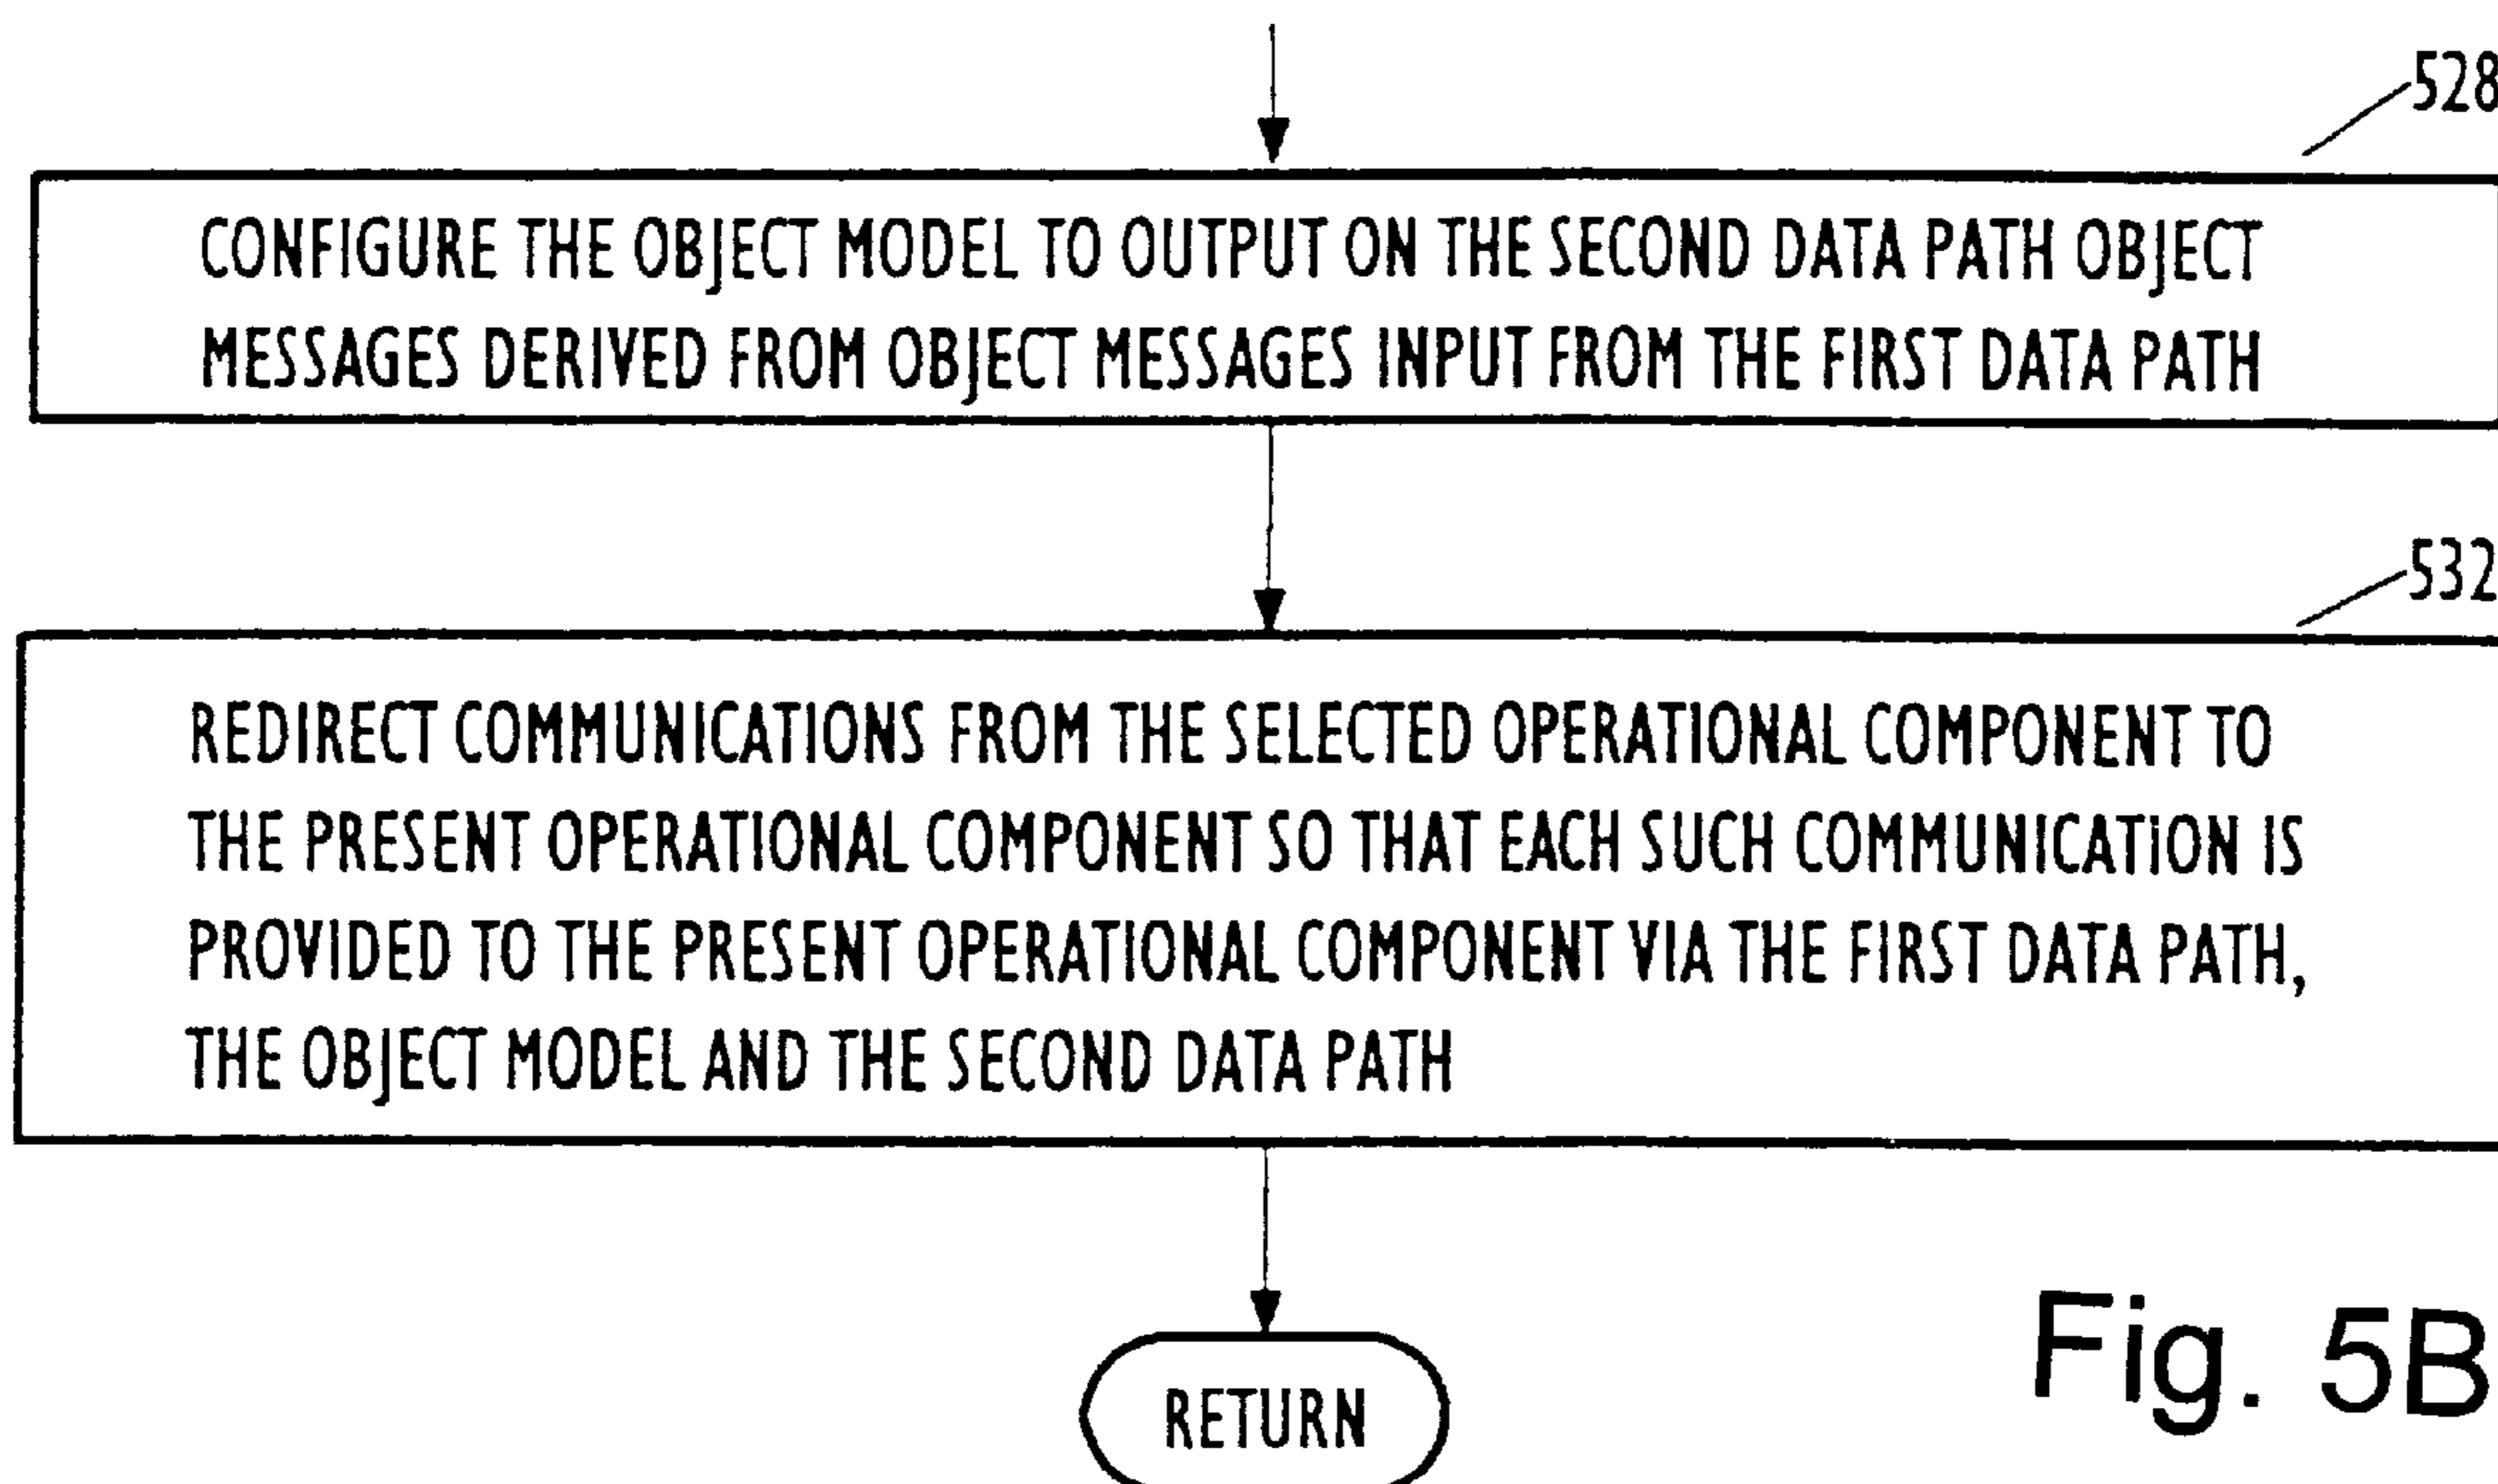 528
CONFIGURE THE OBJECT MODEL TO OUTPUT ON THE SECOND DATA PATH OBJECT
MESSAGES DERIVED FROM OBJECT MESSAGES INPUT FROM THE FIRST DATA PATH
532
REDIRECT COMMUNICATIONS FROM THE SELECTED OPERATIONAL COMPONENT TO
THE PRESENT OPERATIONAL COMPONENT SO THAT EACH SUCH COMMUNICATION IS
PROVIDED TO THE PRESENT OPERATIONAL COMPONENT VIA THE FIRST DATA PATH,
THE OBJECT MODEL AND THE SECOND DATA PATH
RETURN
Fig. 5B